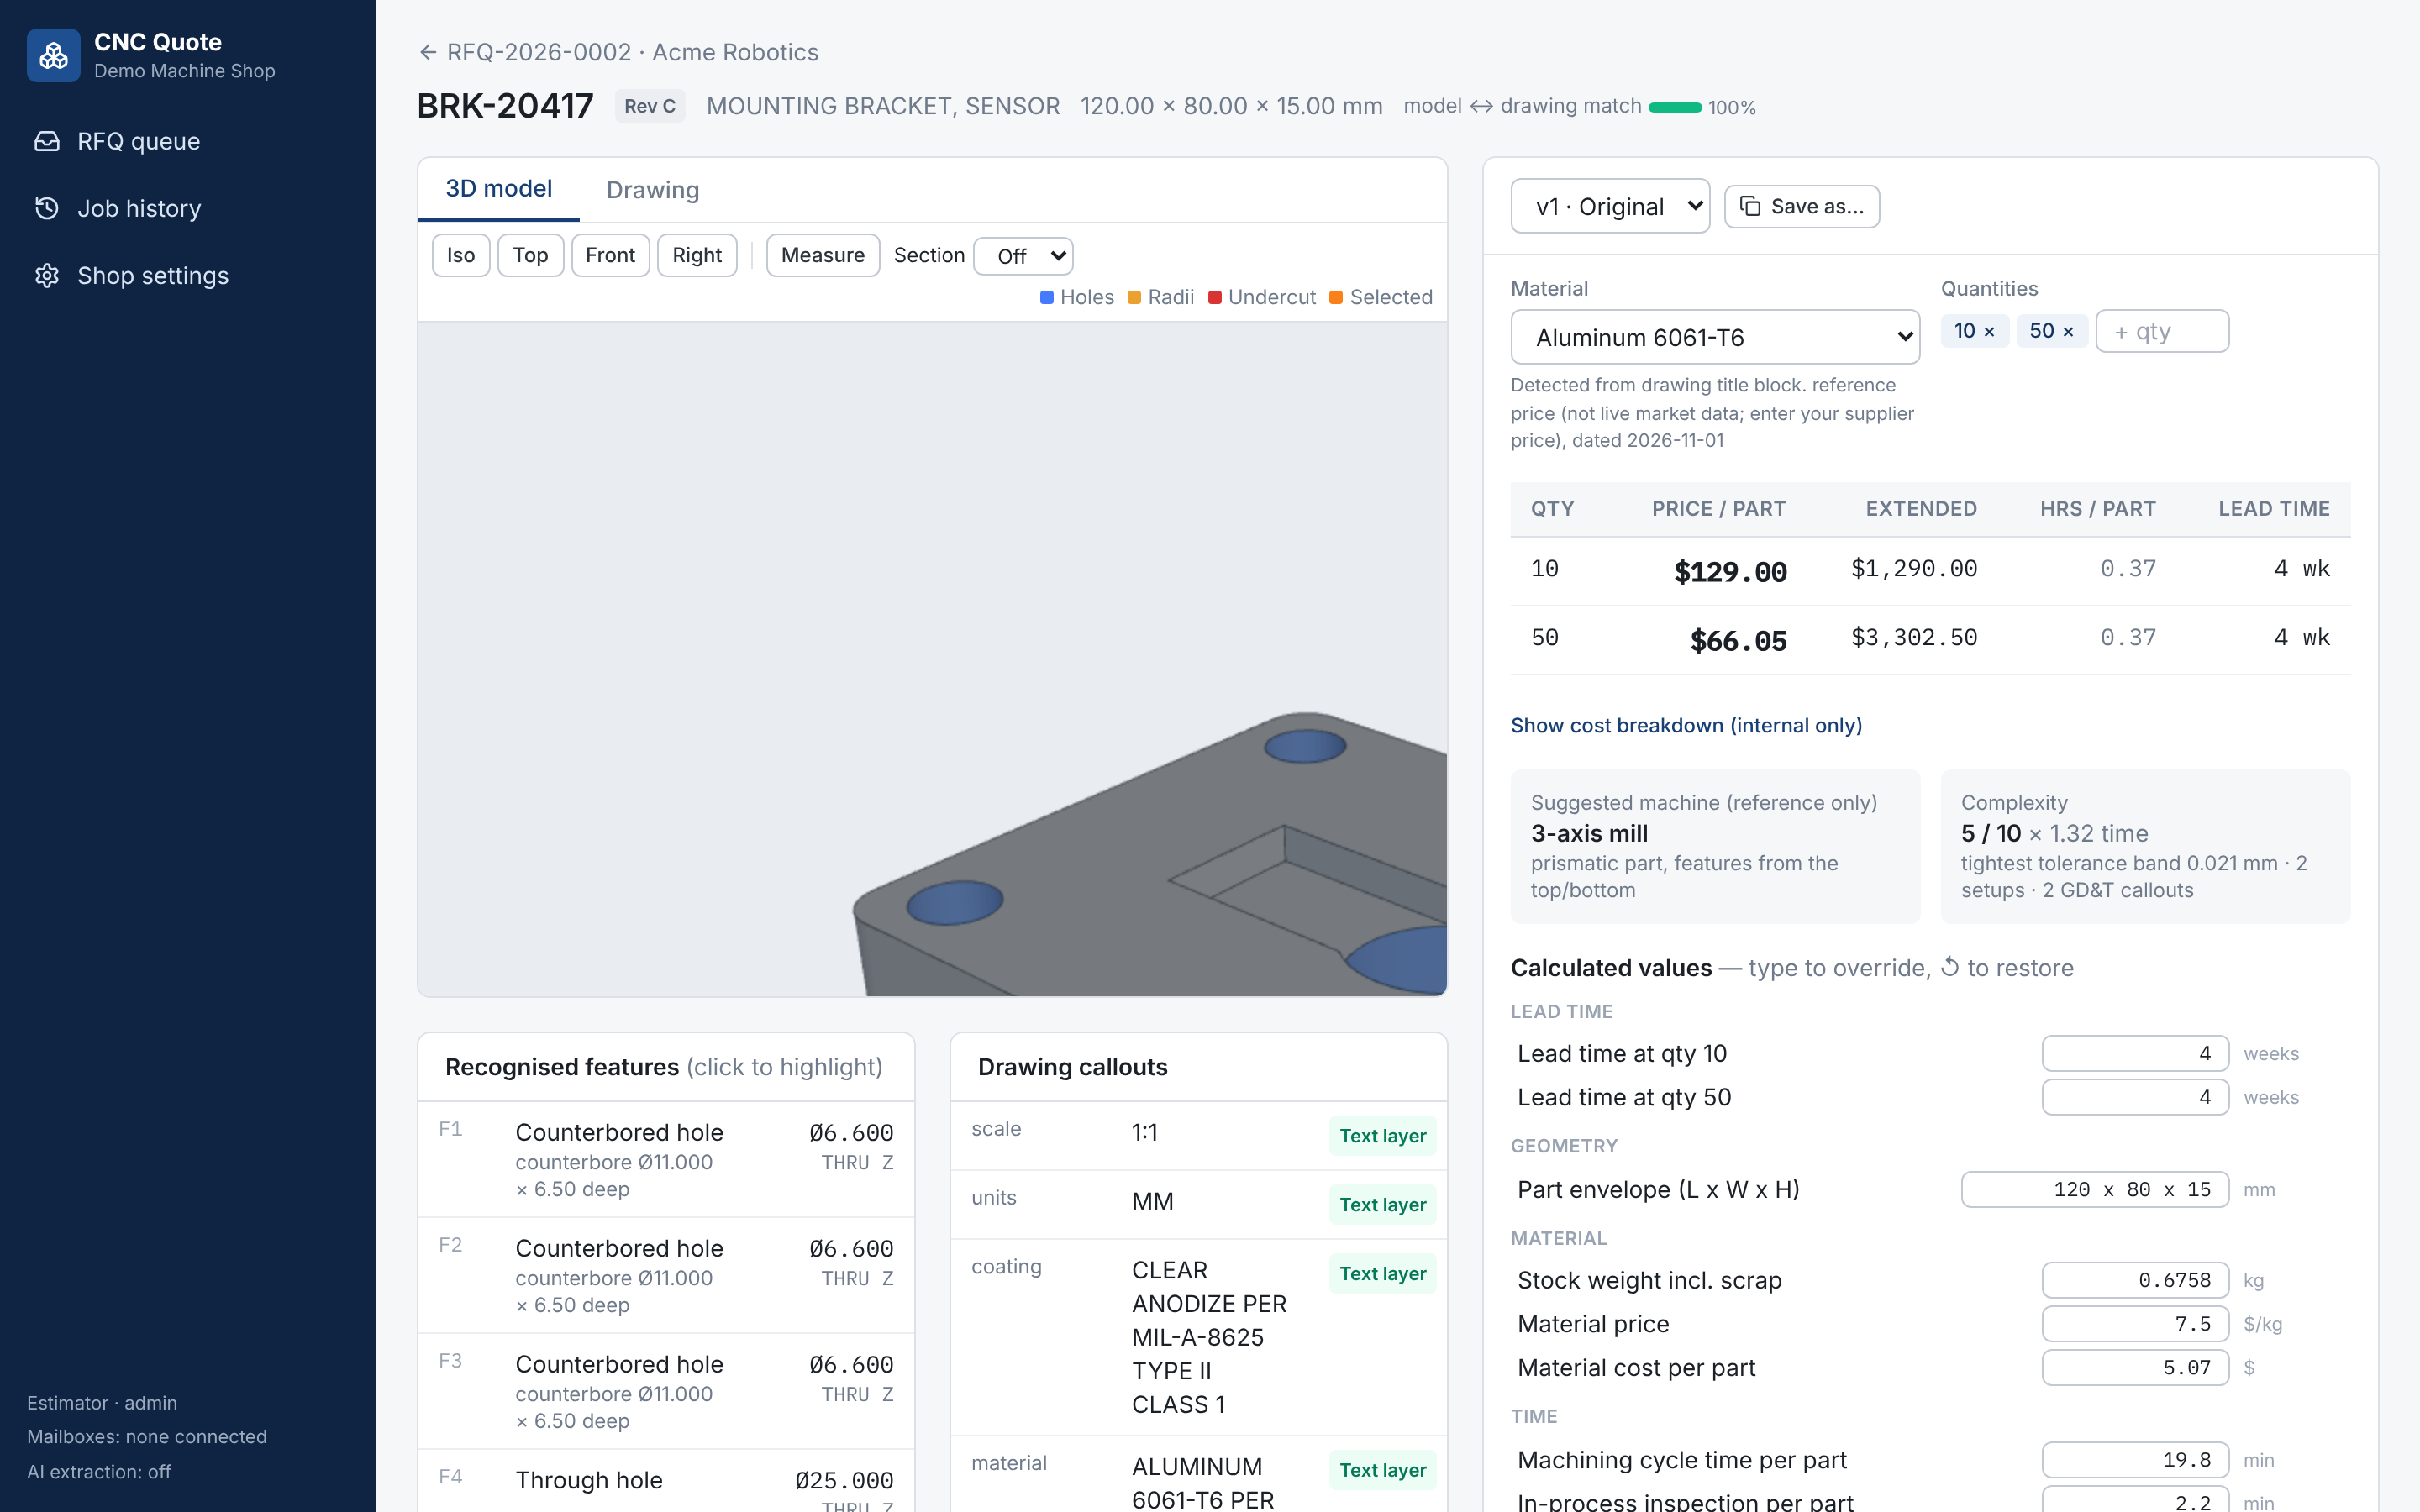 CNC Quote
Demo Machine Shop
RFQ queue
Job history
Shop settings
Estimator · admin
Mailboxes: none connected
AI extraction: off
← RFQ-2026-0002 · Acme Robotics
BRK-20417 Rev C MOUNTING BRACKET, SENSOR 120.00 × 80.00 × 15.00 mm model ↔ drawing match 100%
3D model Drawing
Iso Top Front Right Measure Section Off
Holes Radii Undercut Selected
Recognised features (click to highlight)
F1 Counterbored hole Ø6.600
counterbore Ø11.000 THRU Z
× 6.50 deep
F2 Counterbored hole Ø6.600
counterbore Ø11.000 THRU Z
× 6.50 deep
F3 Counterbored hole Ø6.600
counterbore Ø11.000 THRU Z
× 6.50 deep
F4 Through hole Ø25.000
THRU Z
Drawing callouts
scale 1:1 Text layer
units MM Text layer
coating CLEAR Text layer
ANODIZE PER
MIL-A-8625
TYPE II
CLASS 1
material ALUMINUM Text layer
6061-T6 PER
v1 · Original Save as...
Material Quantities
Aluminum 6061-T6 10 × 50 × + qty
Detected from drawing title block. reference
price (not live market data; enter your supplier
price), dated 2026-11-01
QTY PRICE / PART EXTENDED HRS / PART LEAD TIME
10 $129.00 $1,290.00 0.37 4 wk
50 $66.05 $3,302.50 0.37 4 wk
Show cost breakdown (internal only)
Suggested machine (reference only)
3-axis mill
prismatic part, features from the
top/bottom
Complexity
5 / 10 × 1.32 time
tightest tolerance band 0.021 mm · 2
setups · 2 GD&T callouts
Calculated values — type to override, ↺ to restore
LEAD TIME
Lead time at qty 10 4 weeks
Lead time at qty 50 4 weeks
GEOMETRY
Part envelope (L x W x H) 120 x 80 x 15 mm
MATERIAL
Stock weight incl. scrap 0.6758 kg
Material price 7.5 $/kg
Material cost per part 5.07 $
TIME
Machining cycle time per part 19.8 min
In-process inspection per part 2.2 min